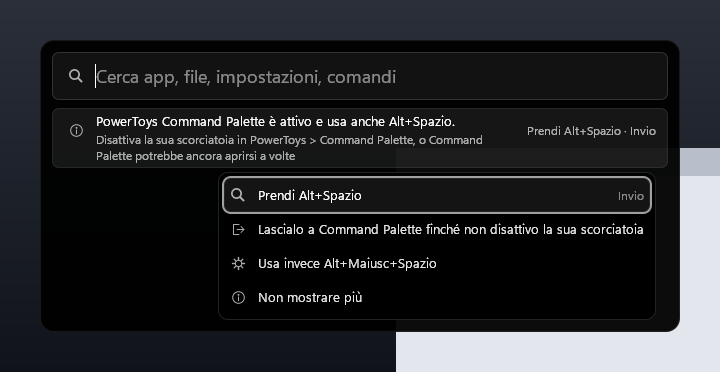 Cerca app, file, impostazioni, comandi
PowerToys Command Palette è attivo e usa anche Alt+Spazio.
Disattiva la sua scorciatoia in PowerToys > Command Palette, o Command
Palette potrebbe ancora aprirsi a volte
Prendi Alt+Spazio · Invio
Prendi Alt+Spazio Invio
Lascialo a Command Palette finché non disattivo la sua scorciatoia
Usa invece Alt+Maiusc+Spazio
Non mostrare più